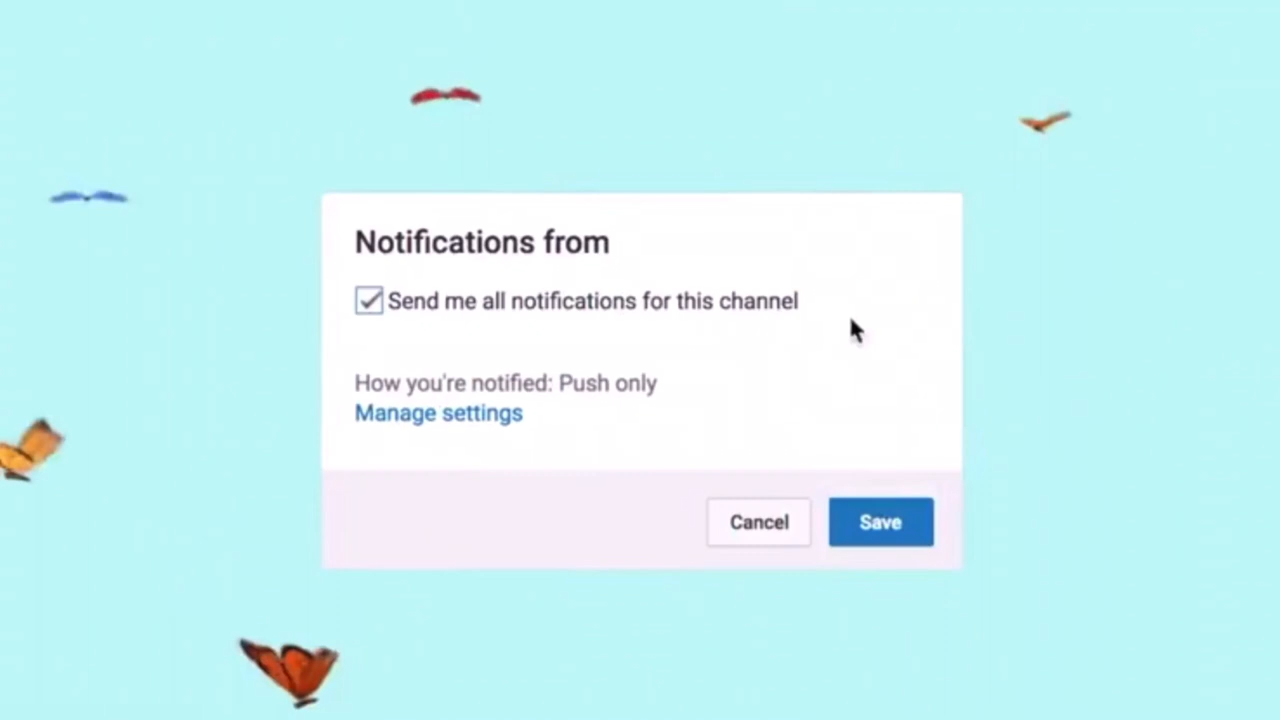 Notifications from
Send me all notifications for this channel
How you're notified: Push only
Manage settings
Cancel
Save